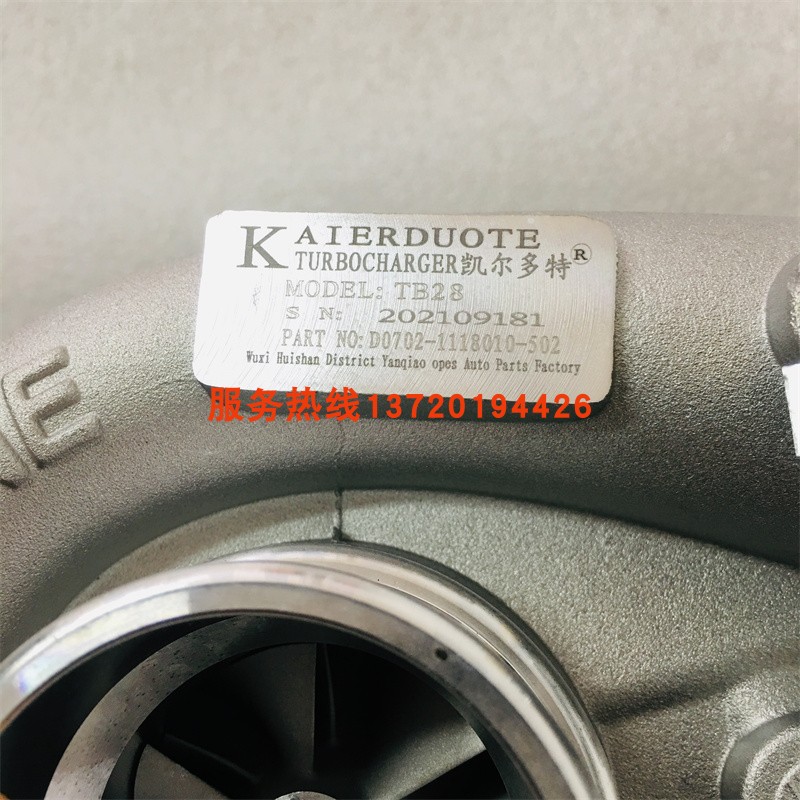 KAIERDUOTE
TURBOCHARGER凯尔多特®
MODEL: TB28
S N: 202109181
PART NO: D0702-1118010-502
Wuxi Huishan District Yanqiao opes Auto Parts Factory
服务热线13720194426